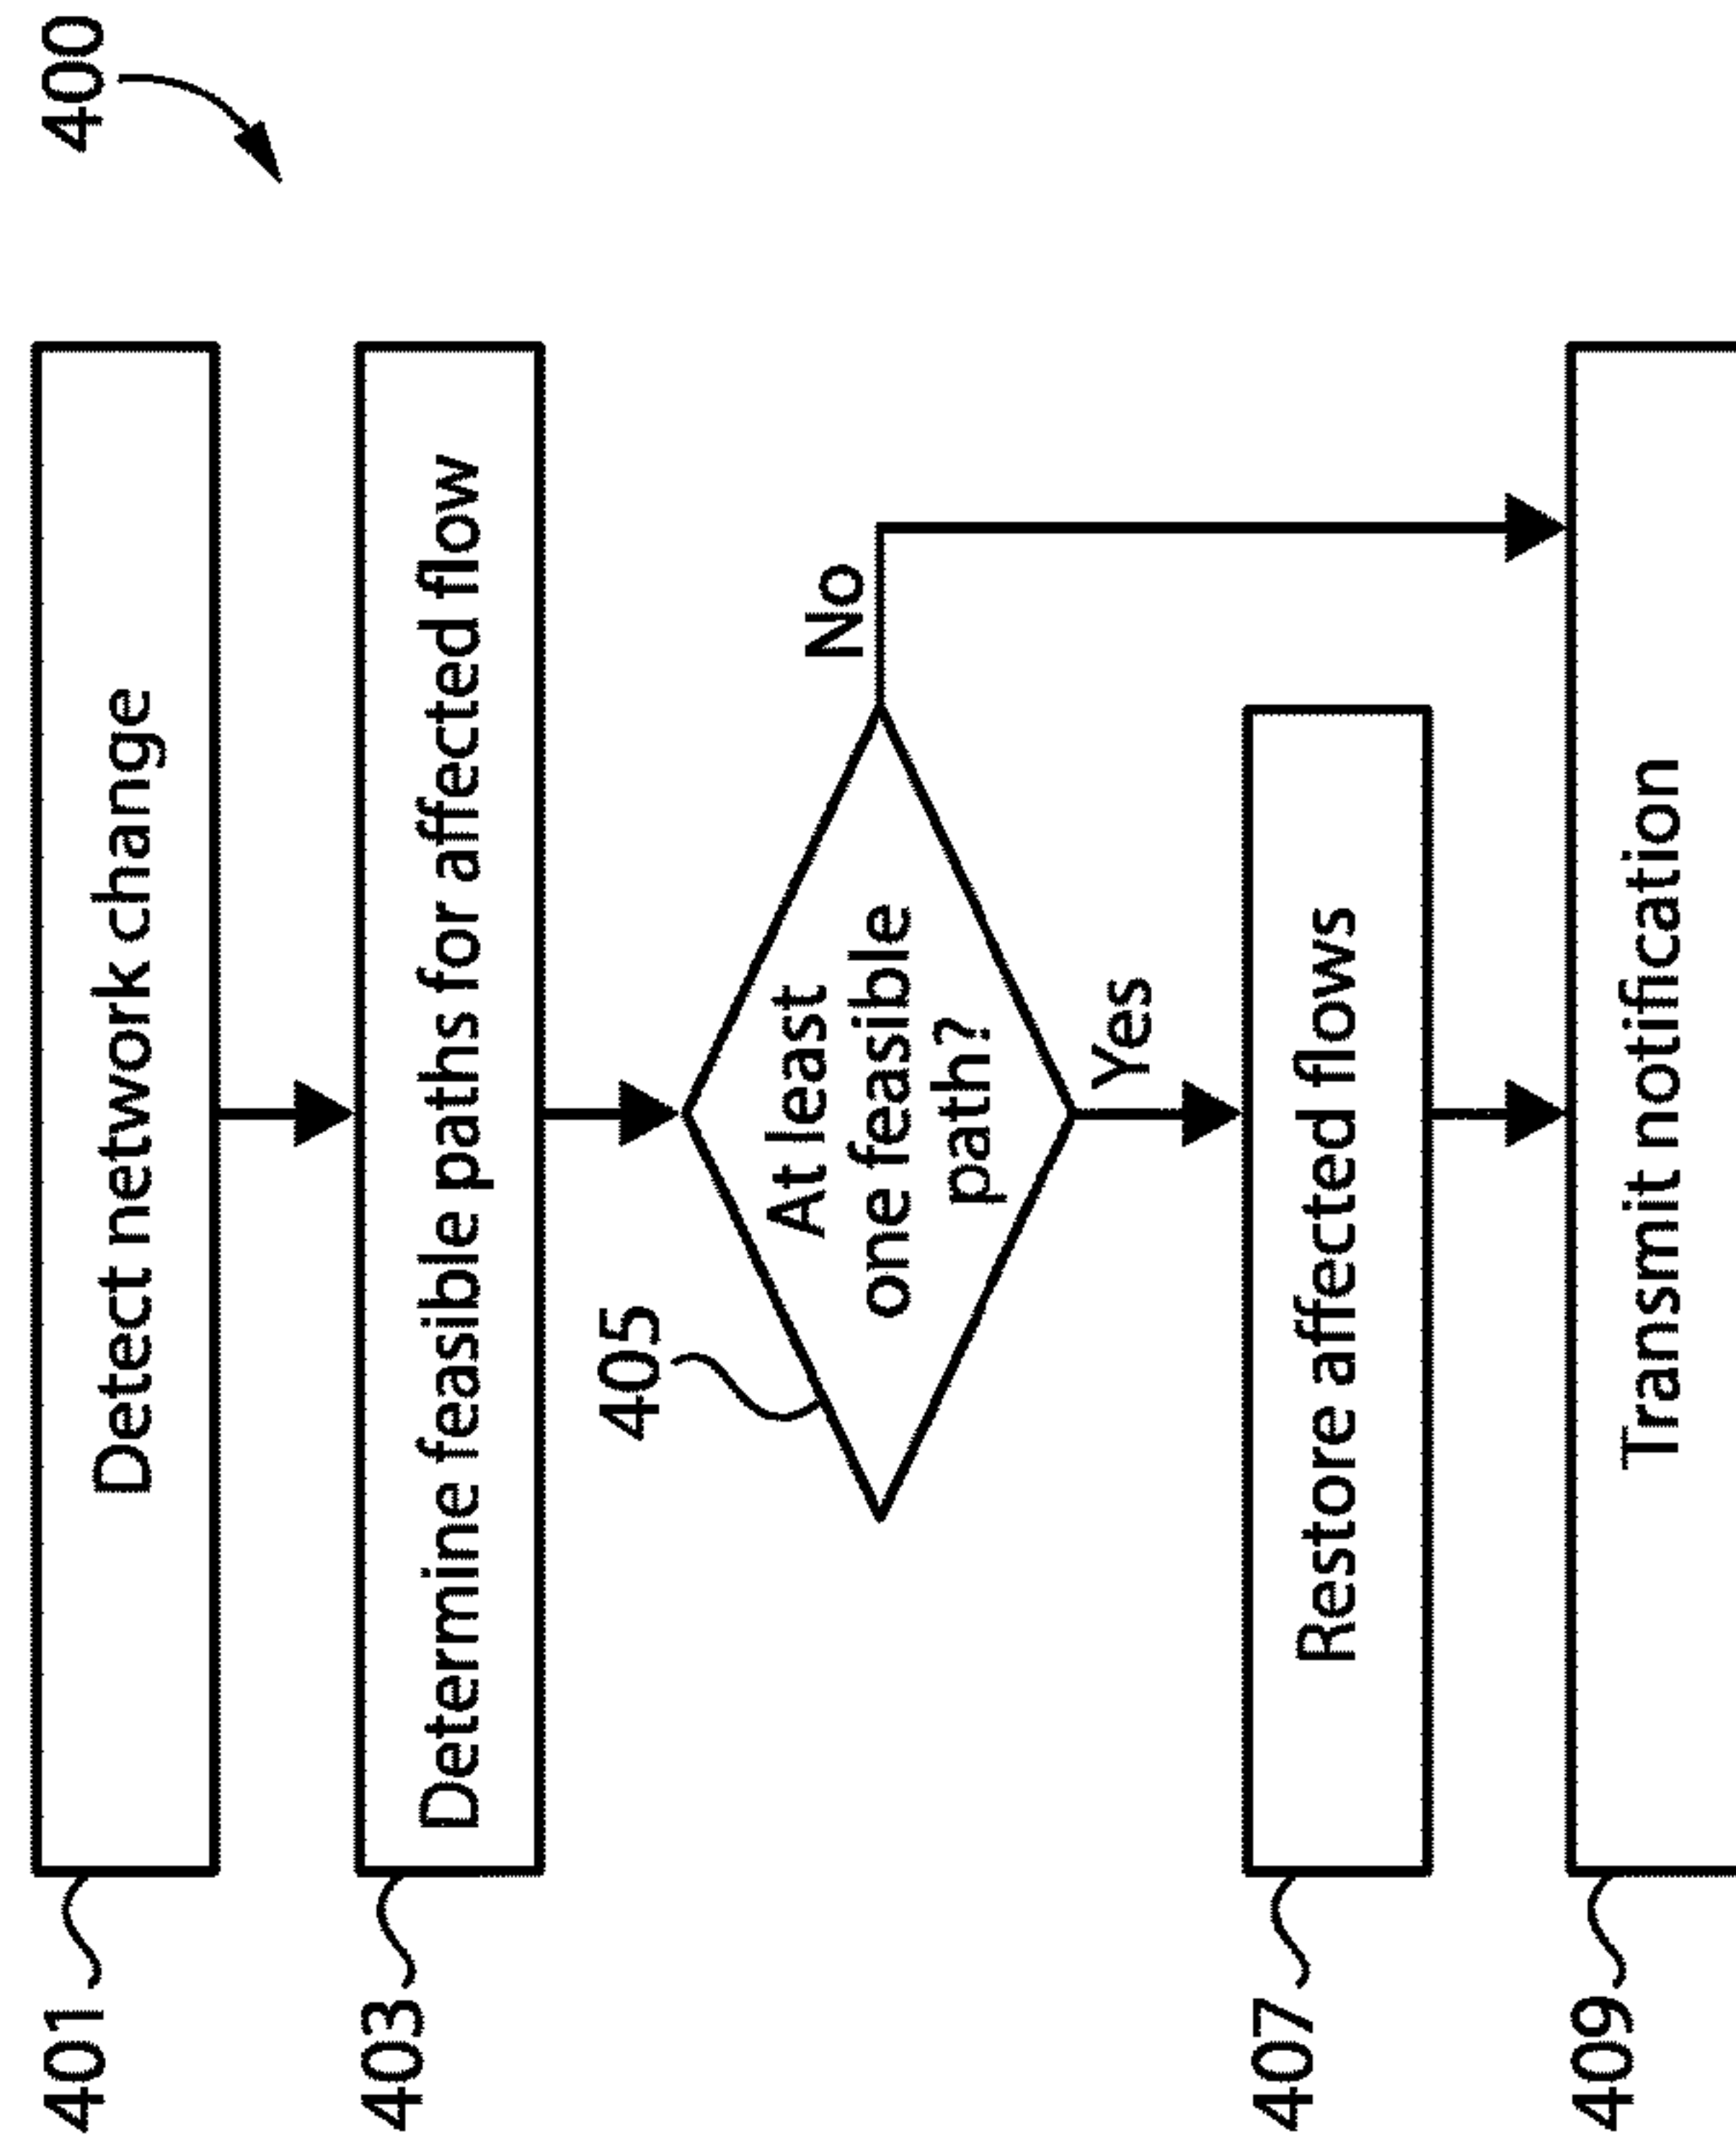 400
401
Detect network change
403
Determine feasible paths for affected flow
405
At least
one feasible
path?
No
Yes
407
Restore affected flows
409
Transmit notification